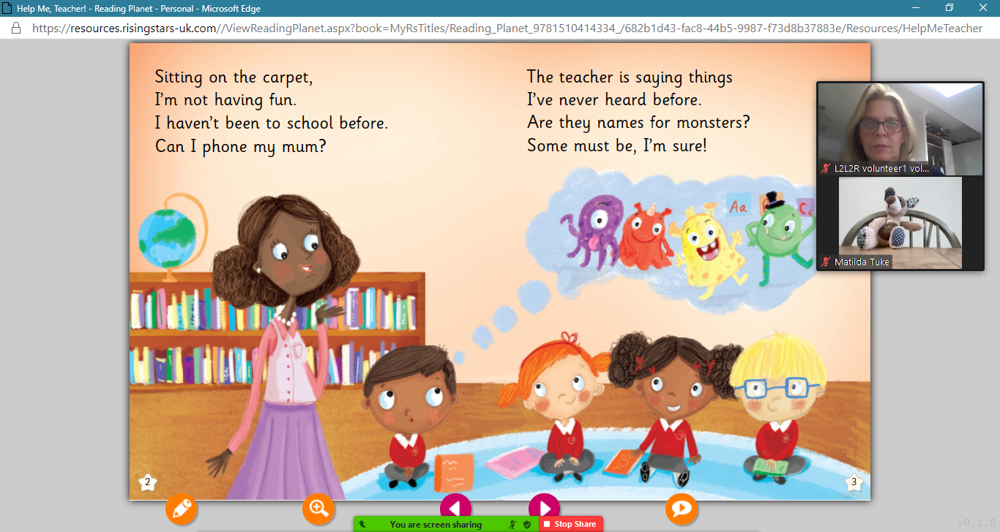 Help Me, Teacher! - Reading Planet - Personal - Microsoft Edge
https://resources.risingstars-uk.com//ViewReadingPlanet.aspx?book=MyRsTitles/Reading_Planet_9781510414334_/682b1d43-fac8-44b5-9987-f73d8b37883e/Resources/HelpMeTeacher
Sitting on the carpet,
I'm not having fun.
I haven't been to school before.
Can I phone my mum?
The teacher is saying things
I've never heard before.
Are they names for monsters?
Some must be, I'm sure!
L2L2R volunteer1 vol...
Matilda Tuke
Aa
2
3
You are screen sharing
Stop Share
v0.1.8